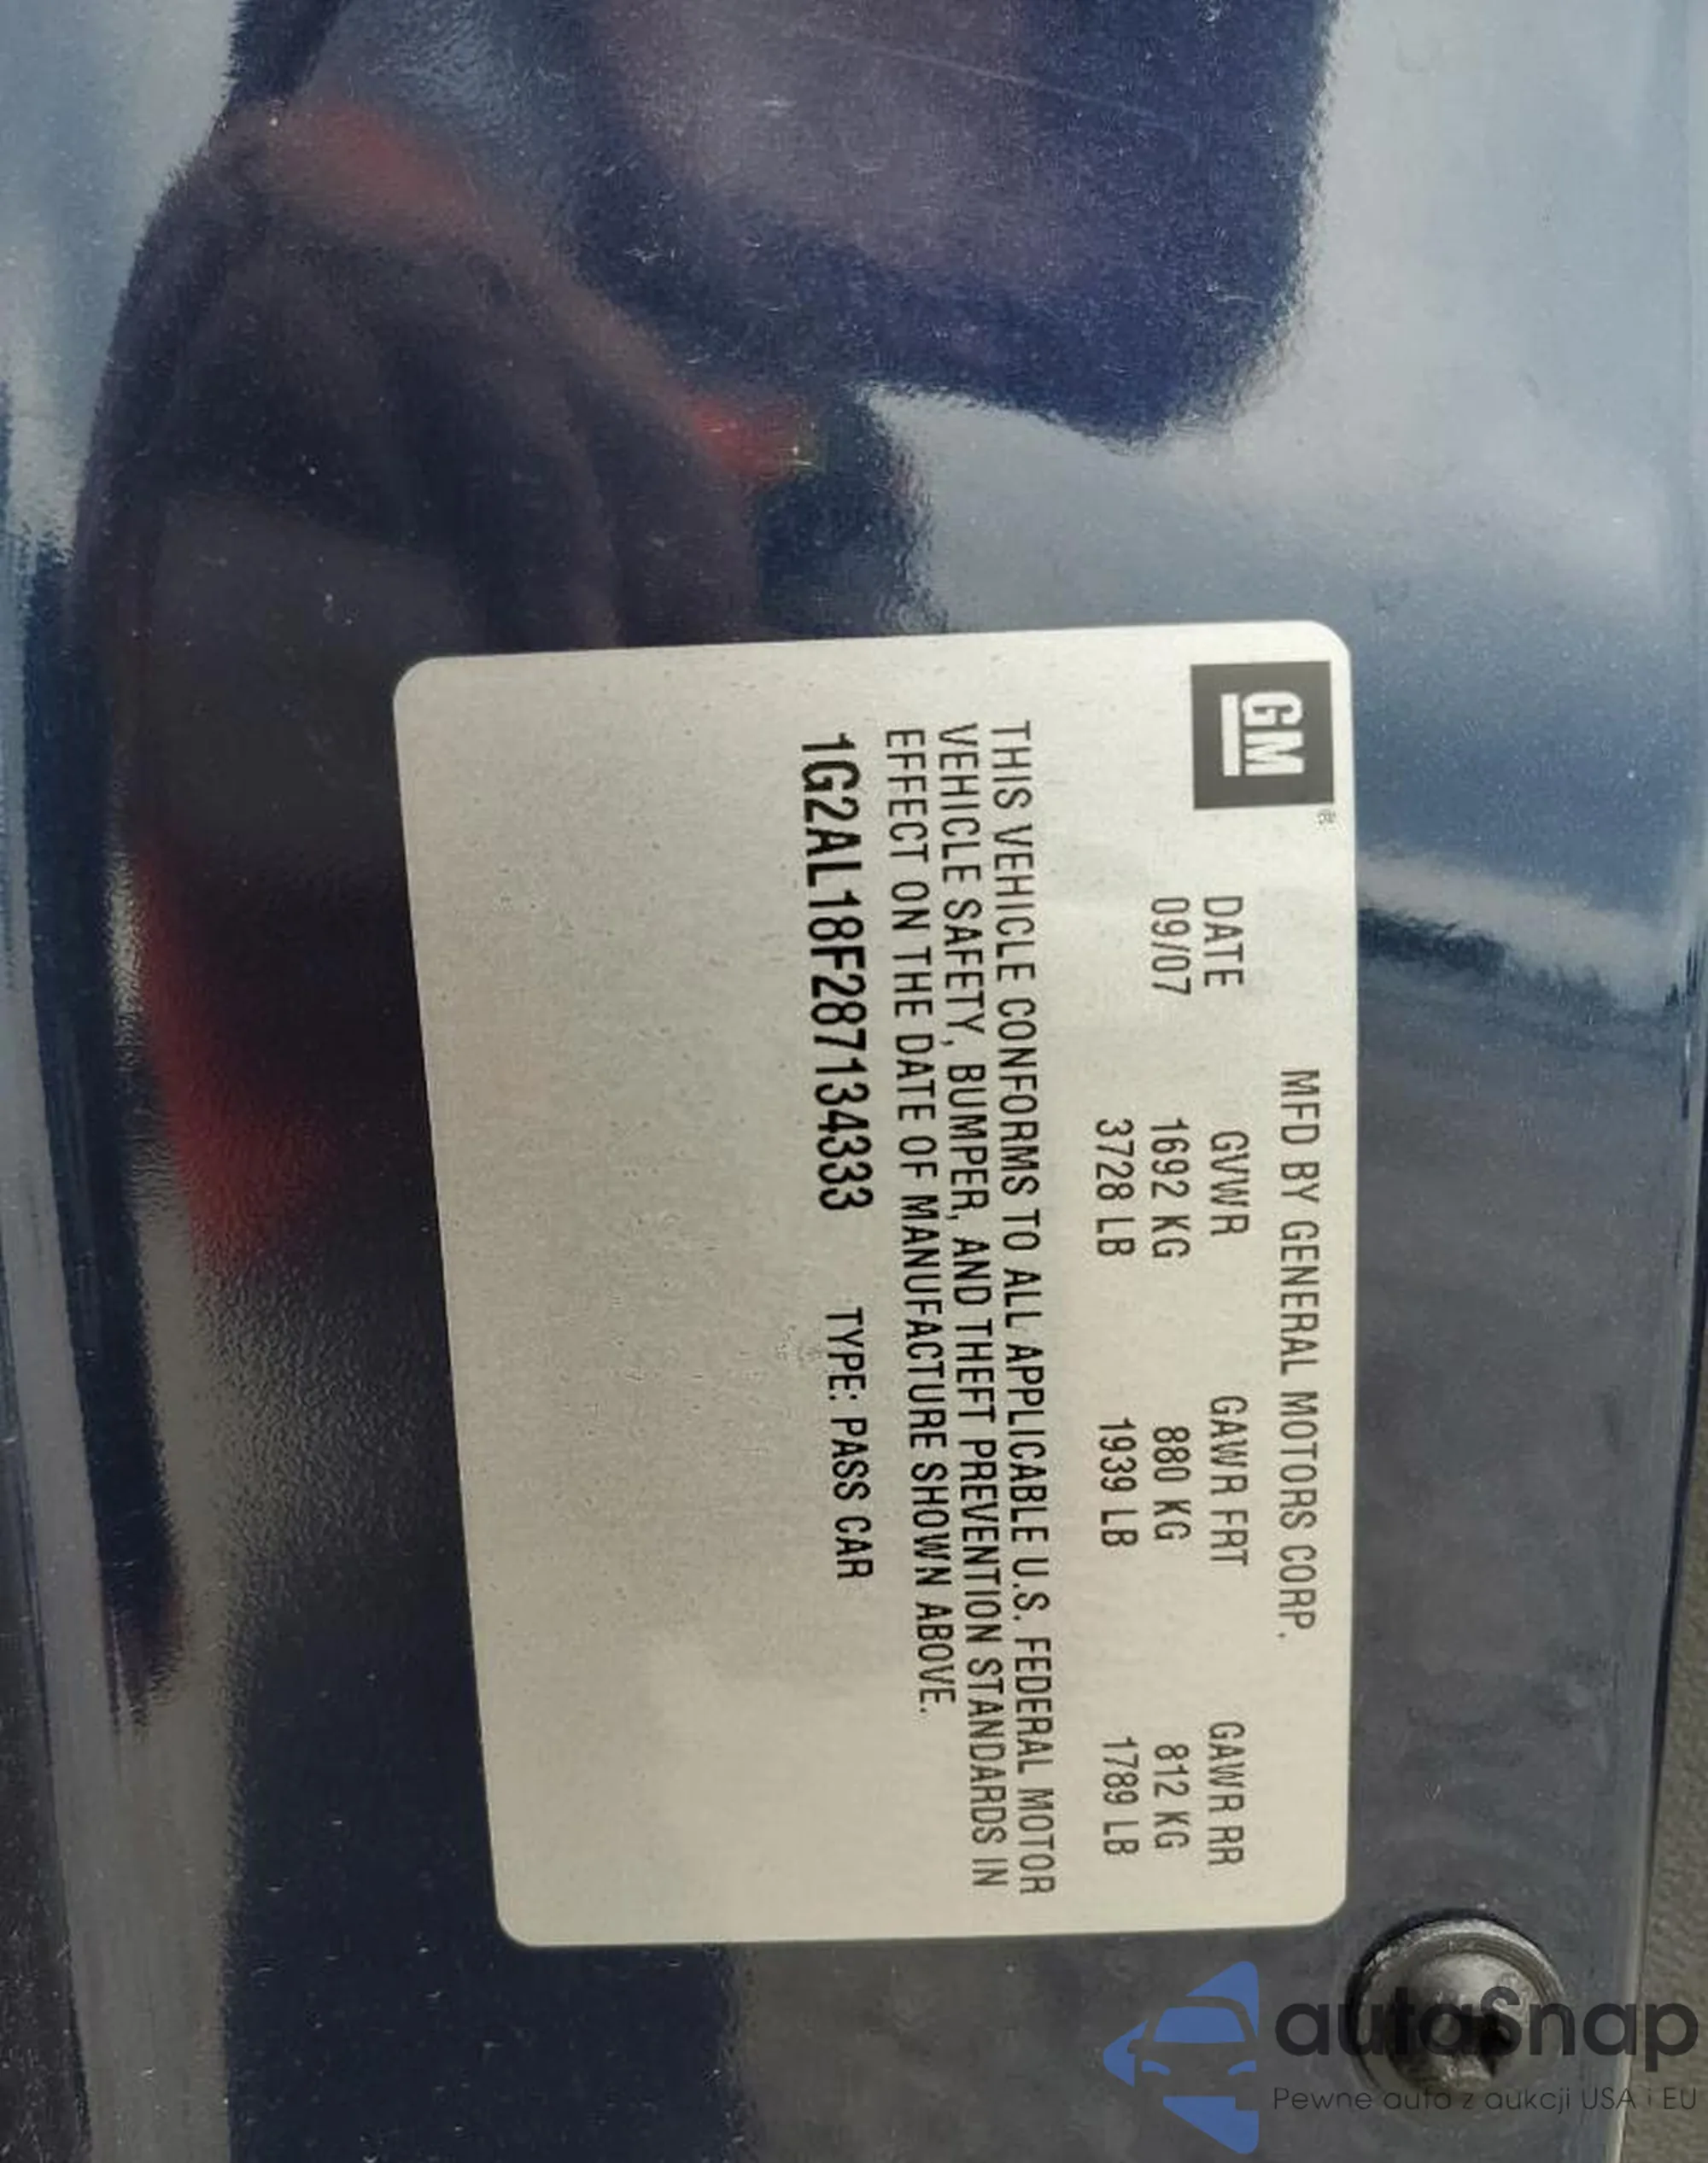 GM®
MFD BY GENERAL MOTORS CORP.
DATE GVWR GAWR FRT GAWR RR
09/07 1692 KG 880 KG 812 KG
3728 LB 1939 LB 1789 LB
THIS VEHICLE CONFORMS TO ALL APPLICABLE U.S. FEDERAL MOTOR
VEHICLE SAFETY, BUMPER, AND THEFT PREVENTION STANDARDS IN
EFFECT ON THE DATE OF MANUFACTURE SHOWN ABOVE.
1G2AL18F287134333 TYPE: PASS CAR
autaSnap
Pewne auta z aukcji USA i EU